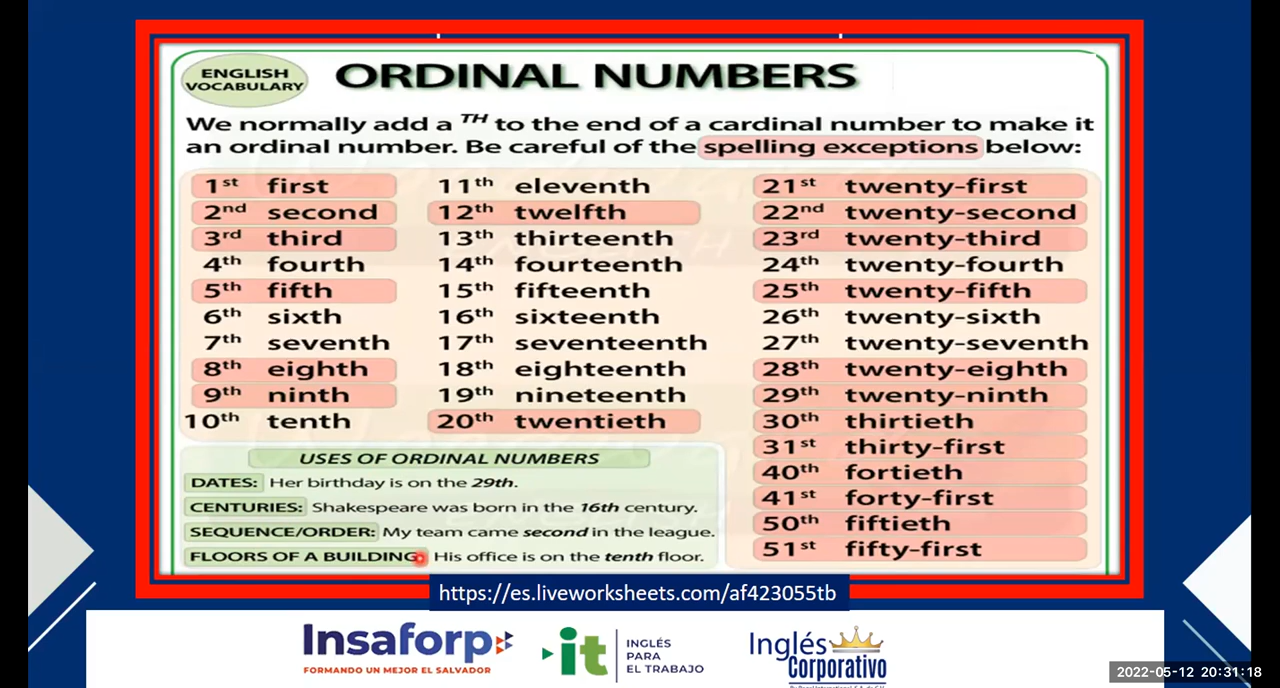 ENGLISH
VOCABULARY
ORDINAL NUMBERS
We normally add a TH to the end of a cardinal number to make it
an ordinal number. Be careful of the spelling exceptions below:
1st first
2nd second
3rd third
4th fourth
5th fifth
6th sixth
7th seventh
8th eighth
9th ninth
10th tenth
11th eleventh
12th twelfth
13th thirteenth
14th fourteenth
15th fifteenth
16th sixteenth
17th seventeenth
18th eighteenth
19th nineteenth
20th twentieth
21st twenty-first
22nd twenty-second
23rd twenty-third
24th twenty-fourth
25th twenty-fifth
26th twenty-sixth
27th twenty-seventh
28th twenty-eighth
29th twenty-ninth
30th thirtieth
31st thirty-first
40th fortieth
41st forty-first
50th fiftieth
51st fifty-first
USES OF ORDINAL NUMBERS
DATES: Her birthday is on the 29th.
CENTURIES: Shakespeare was born in the 16th century.
SEQUENCE/ORDER: My team came second in the league.
FLOORS OF A BUILDING His office is on the tenth floor.
https://es.liveworksheets.com/af423055tb
Insaforp
FORMANDO UN MEJOR EL SALVADOR
it
INGLÉS
PARA
EL TRABAJO
Inglés
Corporativo
2022-05-12 20:31:18